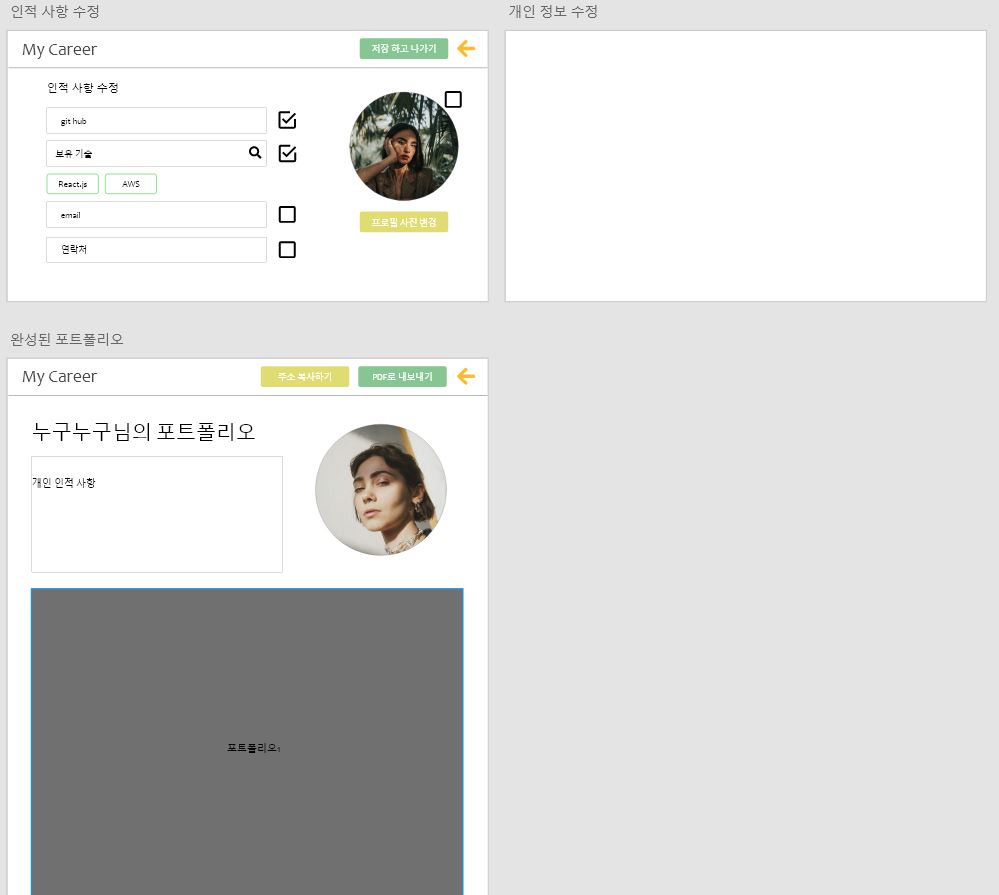 인적 사항 수정
개인 정보 수정
My Career
저장 하고 나가기
인적 사항 수정
git hub
보유 기술
React.js
AWS
email
연락처
프로필 사진 변경
완성된 포트폴리오
My Career
주소 복사하기
PDF로 내보내기
누구누구님의 포트폴리오
개인 인적 사항
포트폴리오1